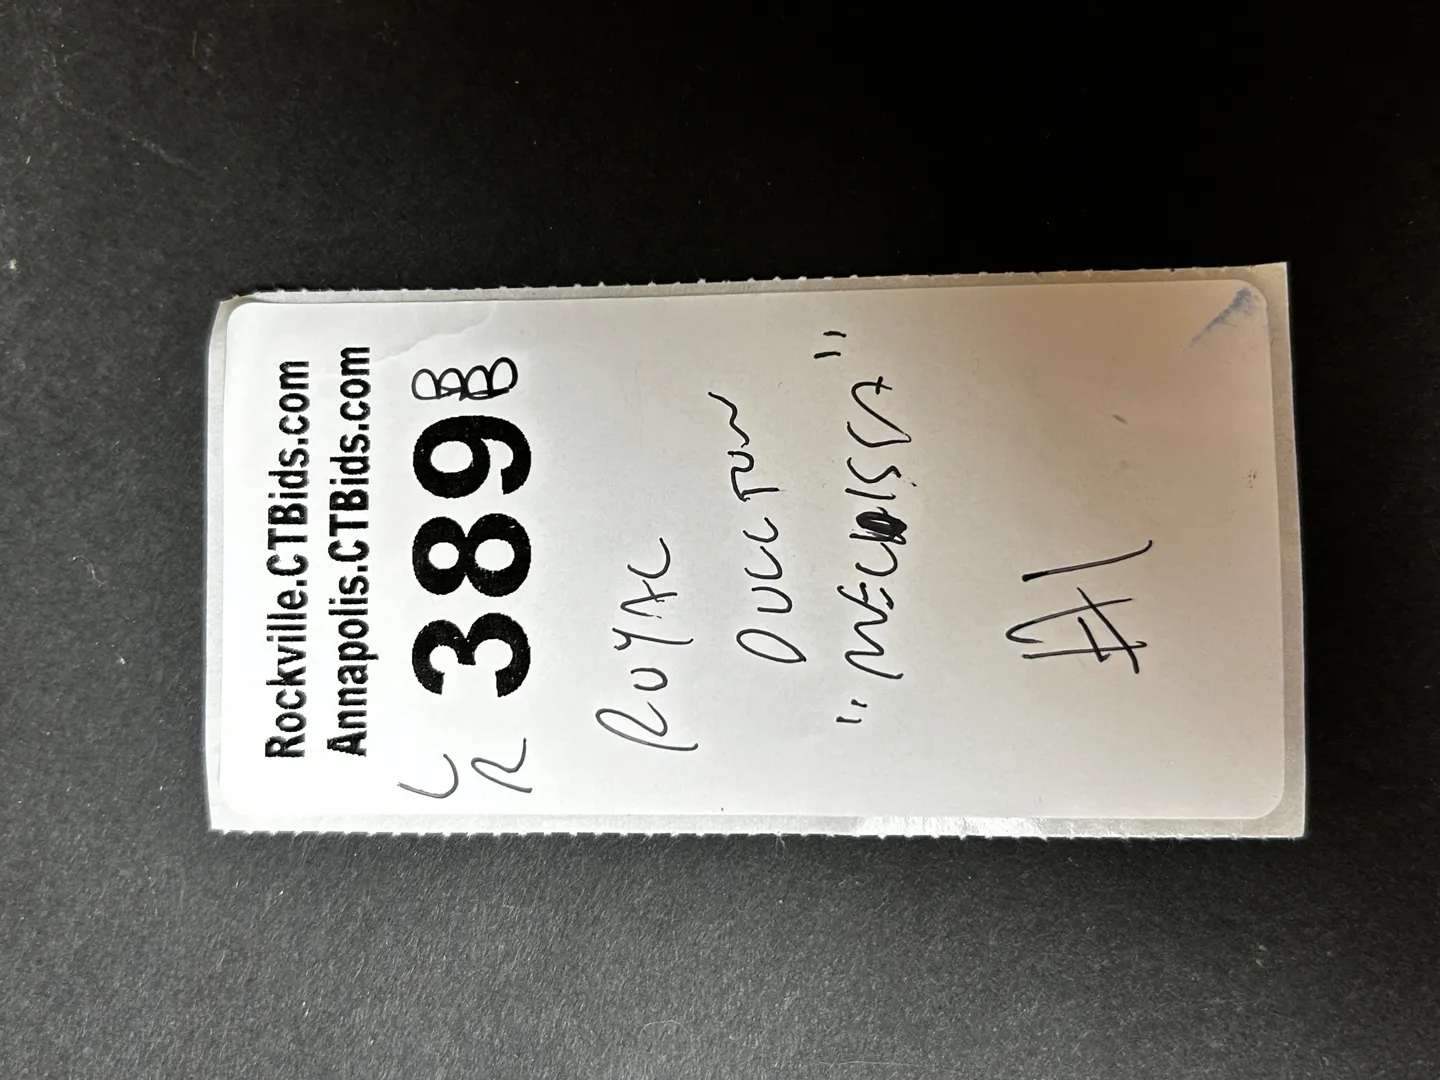 Rockville.CTBids.com
Annapolis.CTBids.com
L R 389 B B
ROYAL
DOULTON
"MELISSA"
#1